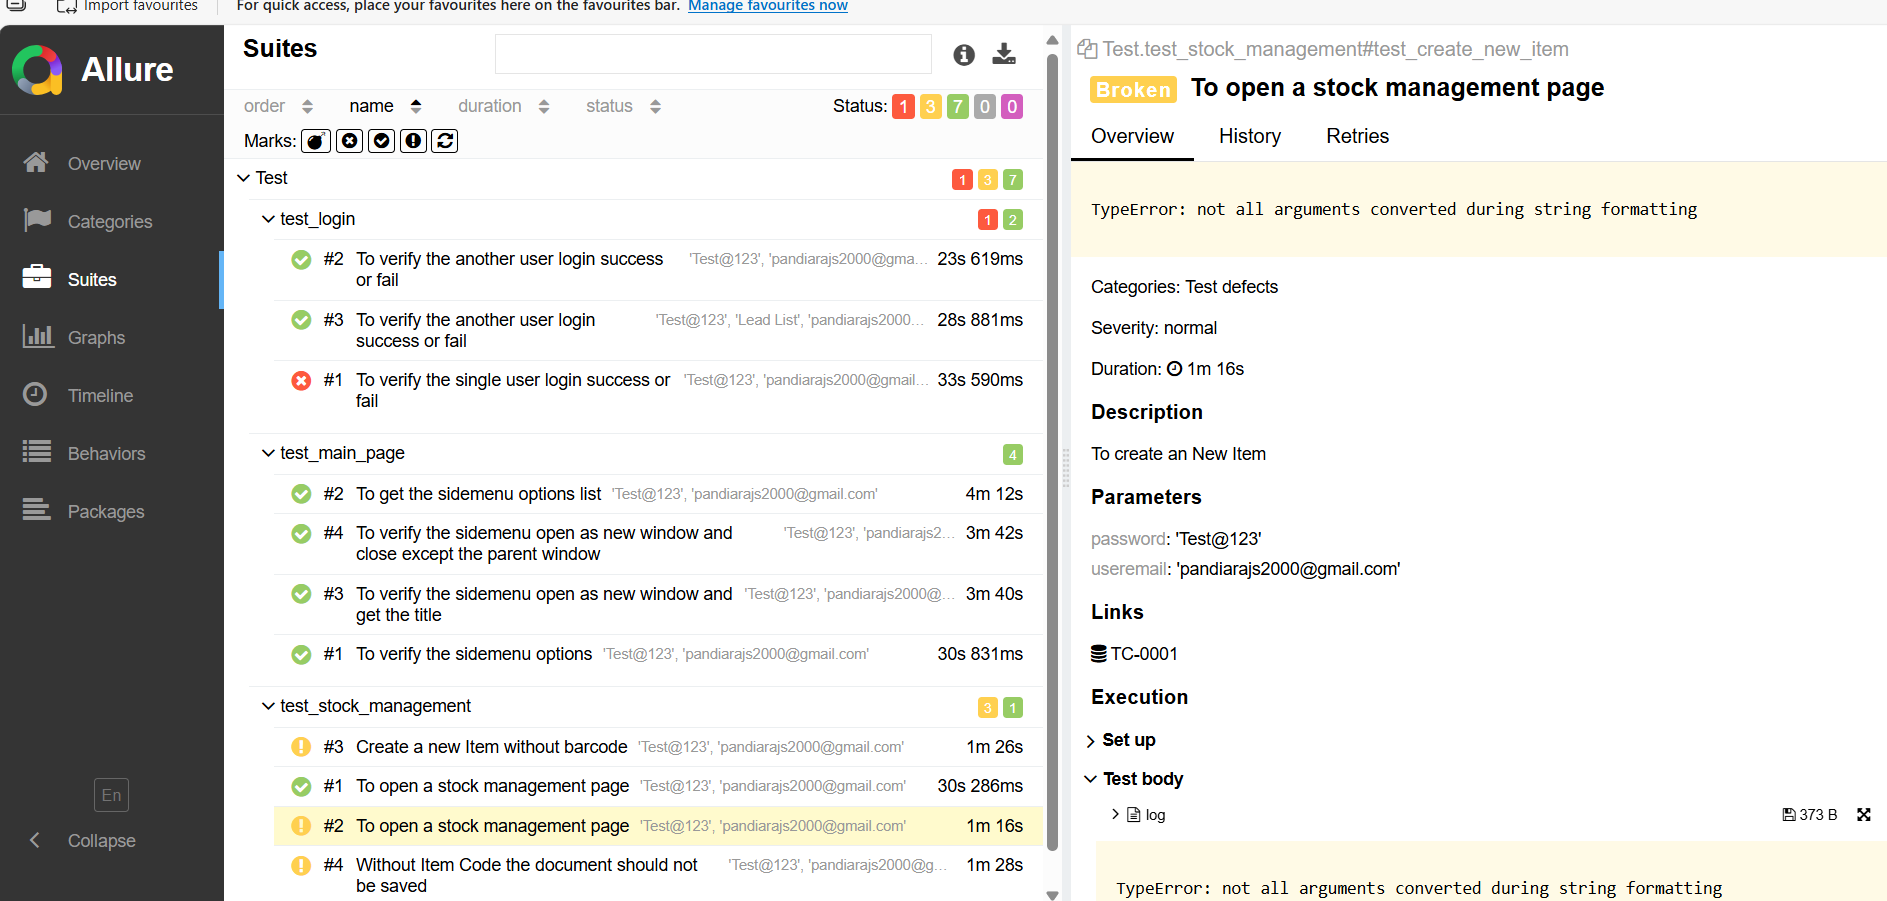 Import favourites
For quick access, place your favourites here on the favourites bar. Manage favourites now
Allure
Overview
Categories
Suites
Graphs
Timeline
Behaviors
Packages
En
Collapse
Suites
order name duration status Status: 1 3 7 0 0
Marks:
Test 1 3 7
test_login 1 2
#2 To verify the another user login success 'Test@123', 'pandiarajs2000@gma... 23s 619ms
or fail
#3 To verify the another user login 'Test@123', 'Lead List', 'pandiarajs2000... 28s 881ms
success or fail
#1 To verify the single user login success or 'Test@123', 'pandiarajs2000@gmail... 33s 590ms
fail
test_main_page 4
#2 To get the sidemenu options list 'Test@123', 'pandiarajs2000@gmail.com' 4m 12s
#4 To verify the sidemenu open as new window and 'Test@123', 'pandiarajs2... 3m 42s
close except the parent window
#3 To verify the sidemenu open as new window and 'Test@123', 'pandiarajs2000@... 3m 40s
get the title
#1 To verify the sidemenu options 'Test@123', 'pandiarajs2000@gmail.com' 30s 831ms
test_stock_management 3 1
#3 Create a new Item without barcode 'Test@123', 'pandiarajs2000@gmail.com' 1m 26s
#1 To open a stock management page 'Test@123', 'pandiarajs2000@gmail.com' 30s 286ms
#2 To open a stock management page 'Test@123', 'pandiarajs2000@gmail.com' 1m 16s
#4 Without Item Code the document should not 'Test@123', 'pandiarajs2000@g... 1m 28s
be saved
Test.test_stock_management#test_create_new_item
Broken To open a stock management page
Overview History Retries
TypeError: not all arguments converted during string formatting
Categories: Test defects
Severity: normal
Duration: 1m 16s
Description
To create an New Item
Parameters
password: 'Test@123'
useremail: 'pandiarajs2000@gmail.com'
Links
TC-0001
Execution
Set up
Test body
log 373 B
TypeError: not all arguments converted during string formatting